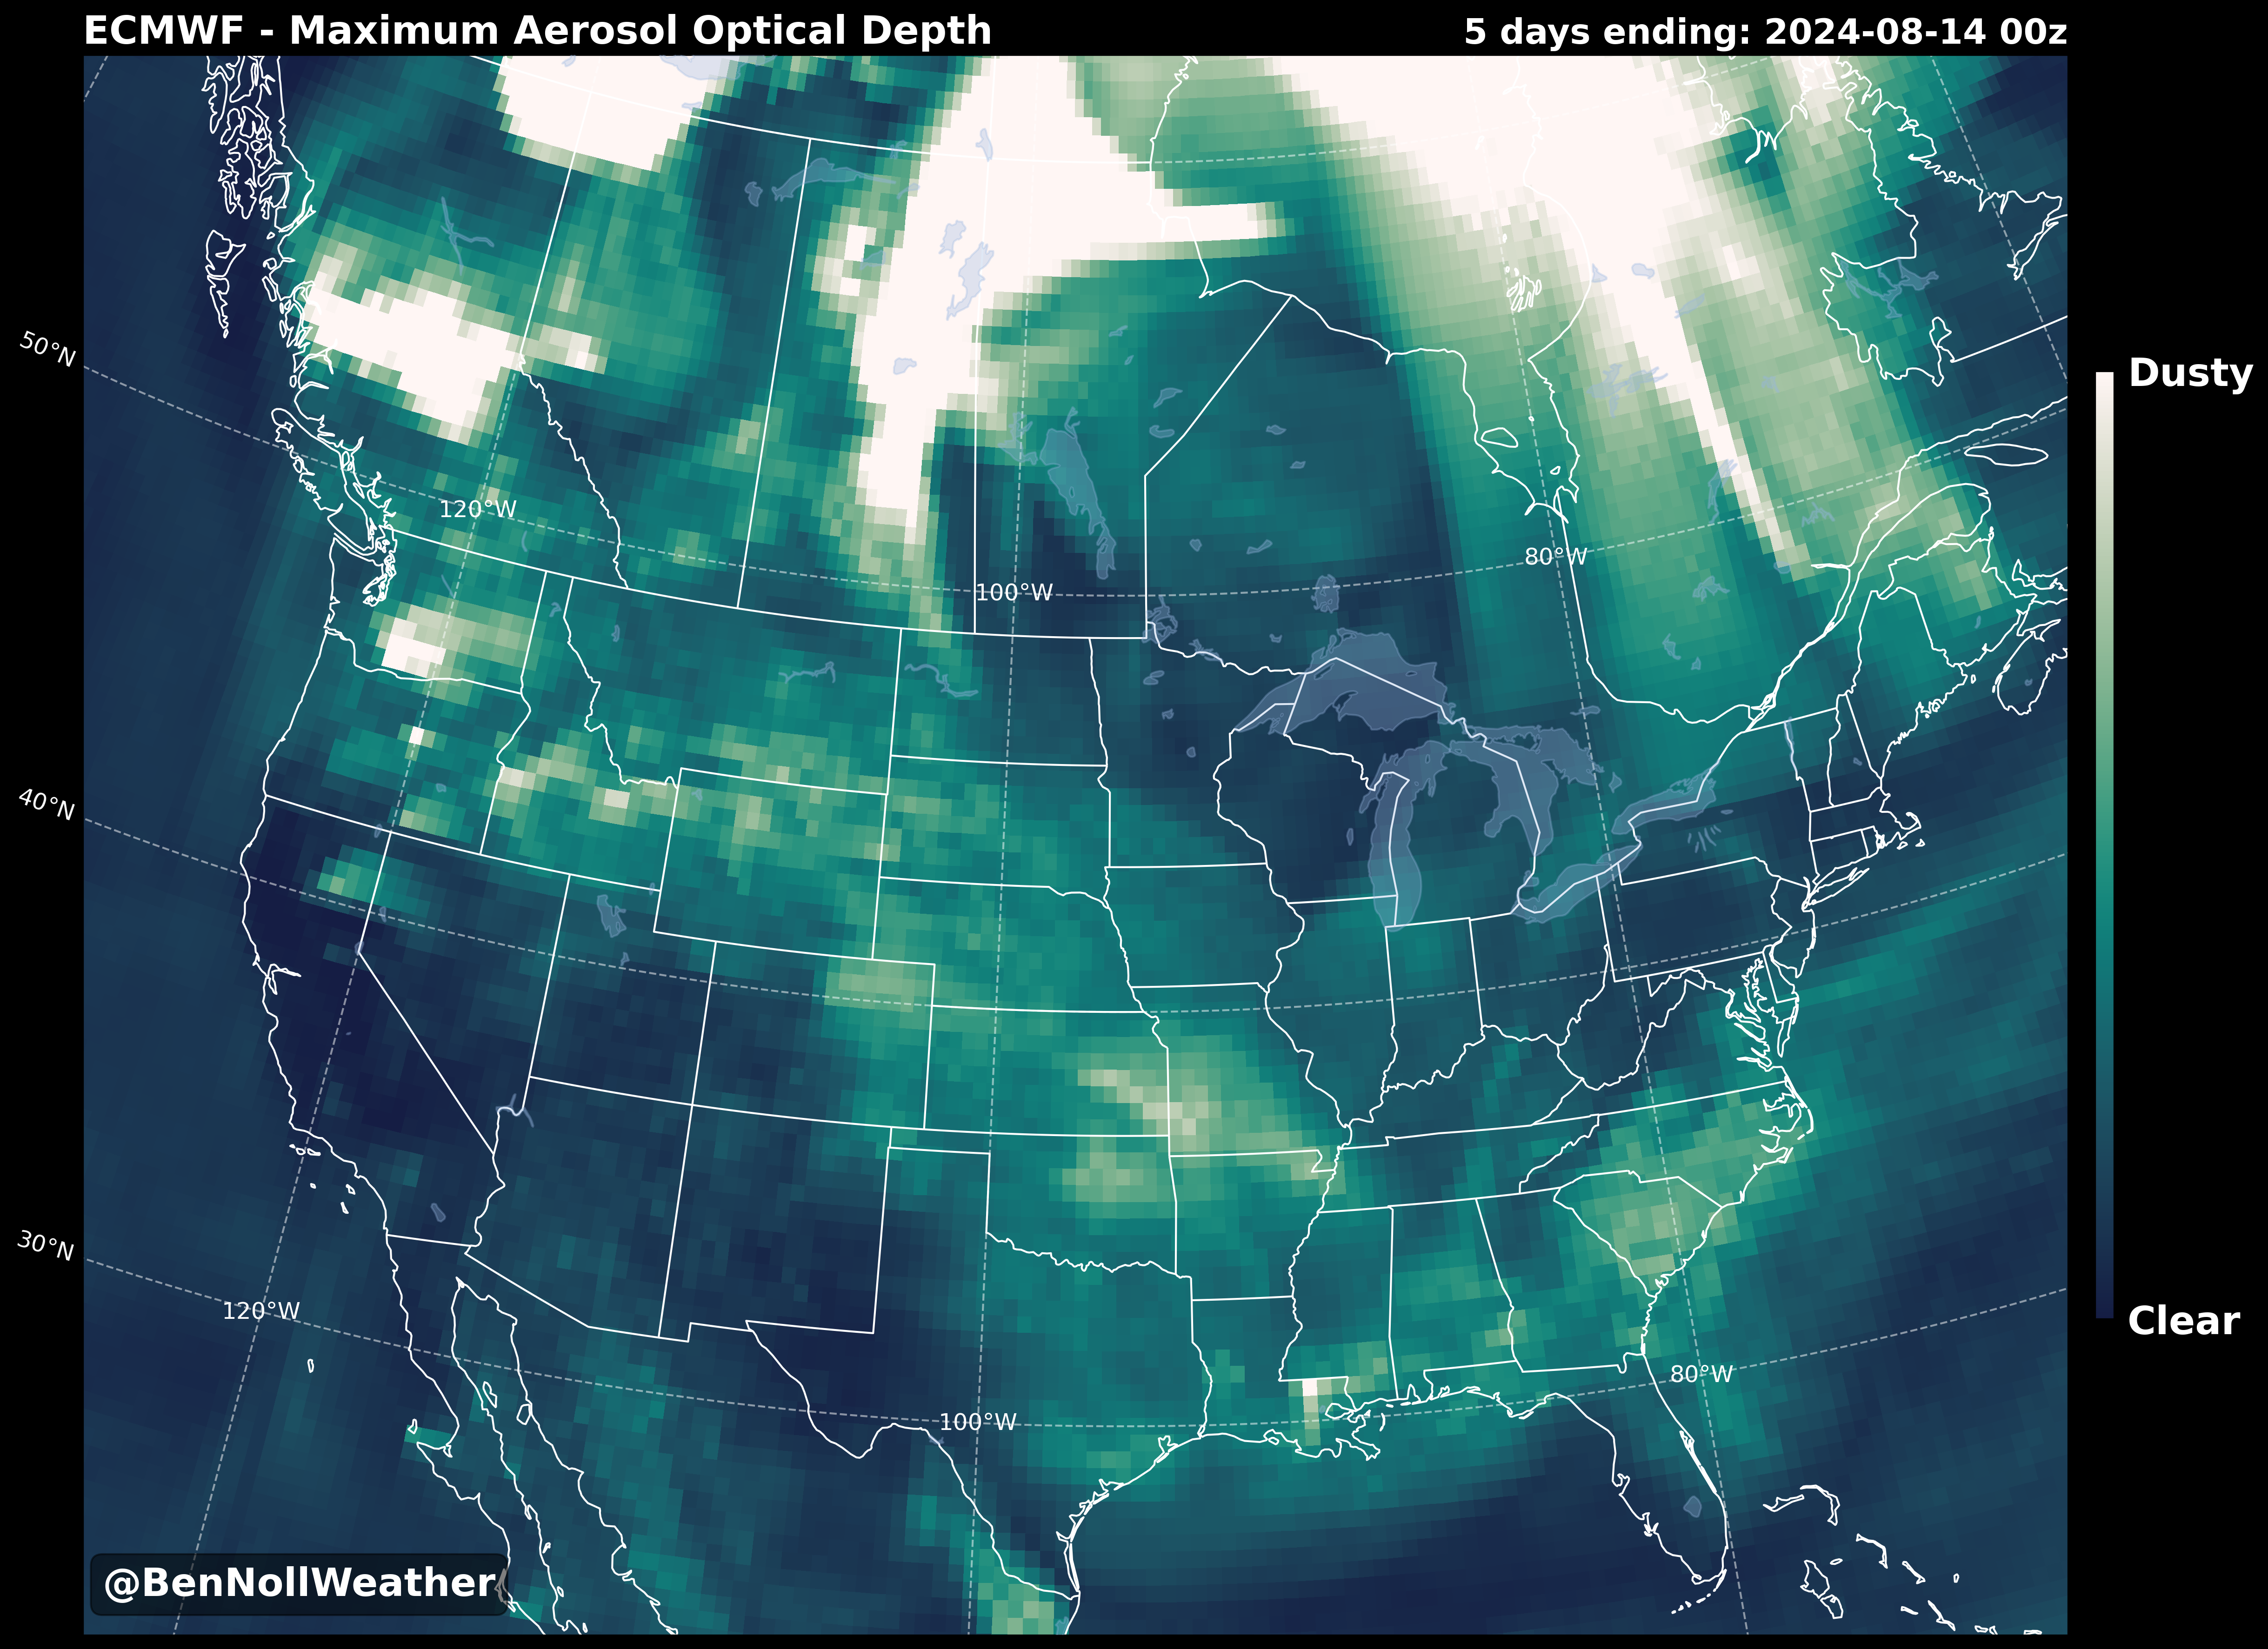 ECMWF - Maximum Aerosol Optical Depth
5 days ending: 2024-08-14 00z
50°N
Dusty
120°W
80°W
100°W
40°N
30°N
120°W
Clear
80°W
100°W
@BenNollWeather